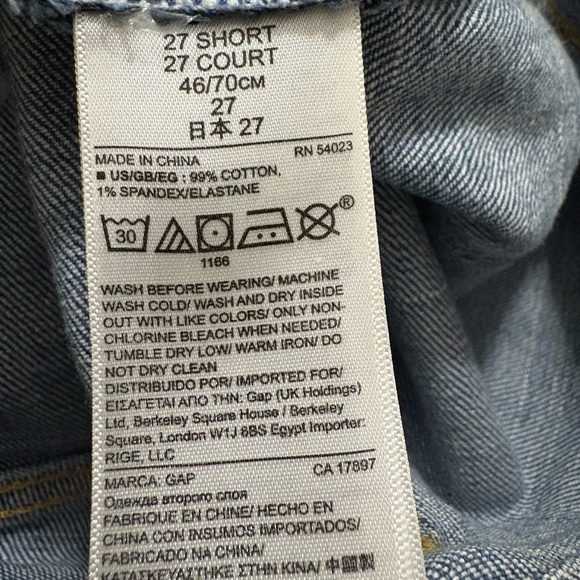 27 SHORT
27 COURT
46/70CM
27
日本 27
MADE IN CHINA RN 54023
■ US/GB/EG : 99% COTTON,
1% SPANDEX/ELASTANE
30
®
1166
WASH BEFORE WEARING/ MACHINE
WASH COLD/ WASH AND DRY INSIDE
OUT WITH LIKE COLORS/ ONLY NON-
CHLORINE BLEACH WHEN NEEDED/
TUMBLE DRY LOW/ WARM IRON/ DO
NOT DRY CLEAN
DISTRIBUIDO POR/ IMPORTED FOR/
ΕΙΣΑΓΕΤΑΙ ΑΠΟ ΤΗΝ: Gap (UK Holdings)
Ltd, Berkeley Square House / Berkeley
Square, London W1J 6BS Egypt Importer:
RIGE, LLC
MARCA: GAP CA 17897
Одежда второго слоя
FABRIQUÉ EN CHINE/ HECHO EN
CHINA CON INSUMOS IMPORTADOS/
FABRICADO NA CHINA/
ΚΑΤΑΣΚΕΥΑΣΤΗΚΕ ΣΤΗΝ ΚΙΝΑ/ 中國製